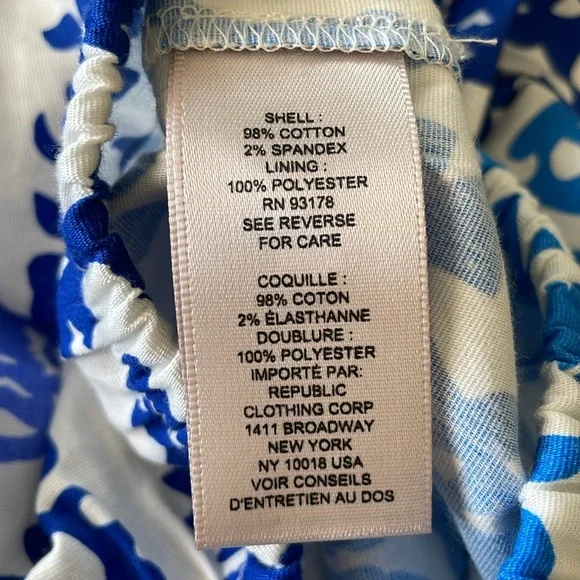 SHELL :
98% COTTON
2% SPANDEX
LINING :
100% POLYESTER
RN 93178
SEE REVERSE
FOR CARE
COQUILLE :
98% COTON
2% ÉLASTHANNE
DOUBLURE :
100% POLYESTER
IMPORTÉ PAR:
REPUBLIC
CLOTHING CORP
1411 BROADWAY
NEW YORK
NY 10018 USA
VOIR CONSEILS
D'ENTRETIEN AU DOS